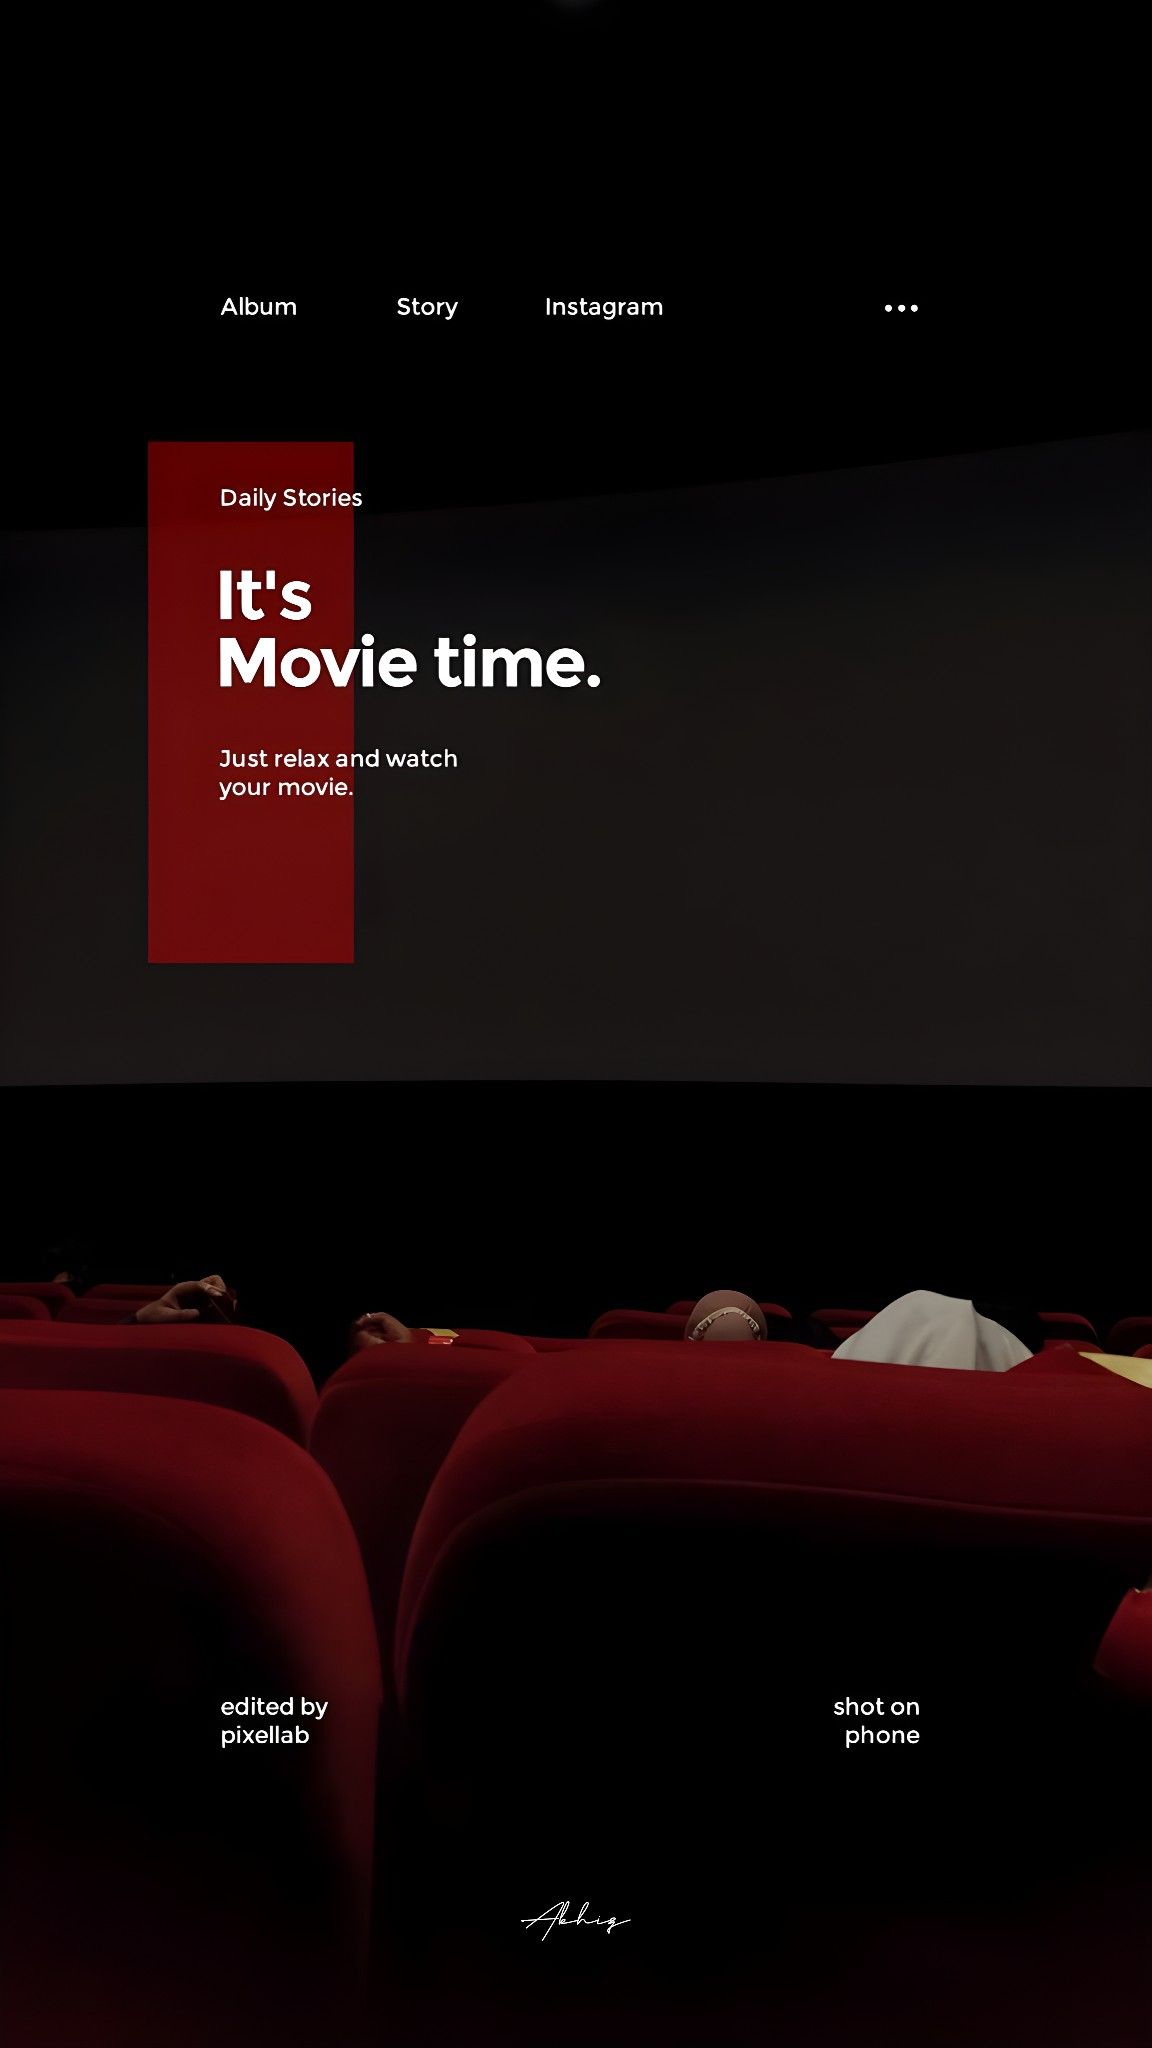 Album Story Instagram
Daily Stories
It's
Movie time.
Just relax and watch
your movie.
edited by
pixellab
shot on
phone